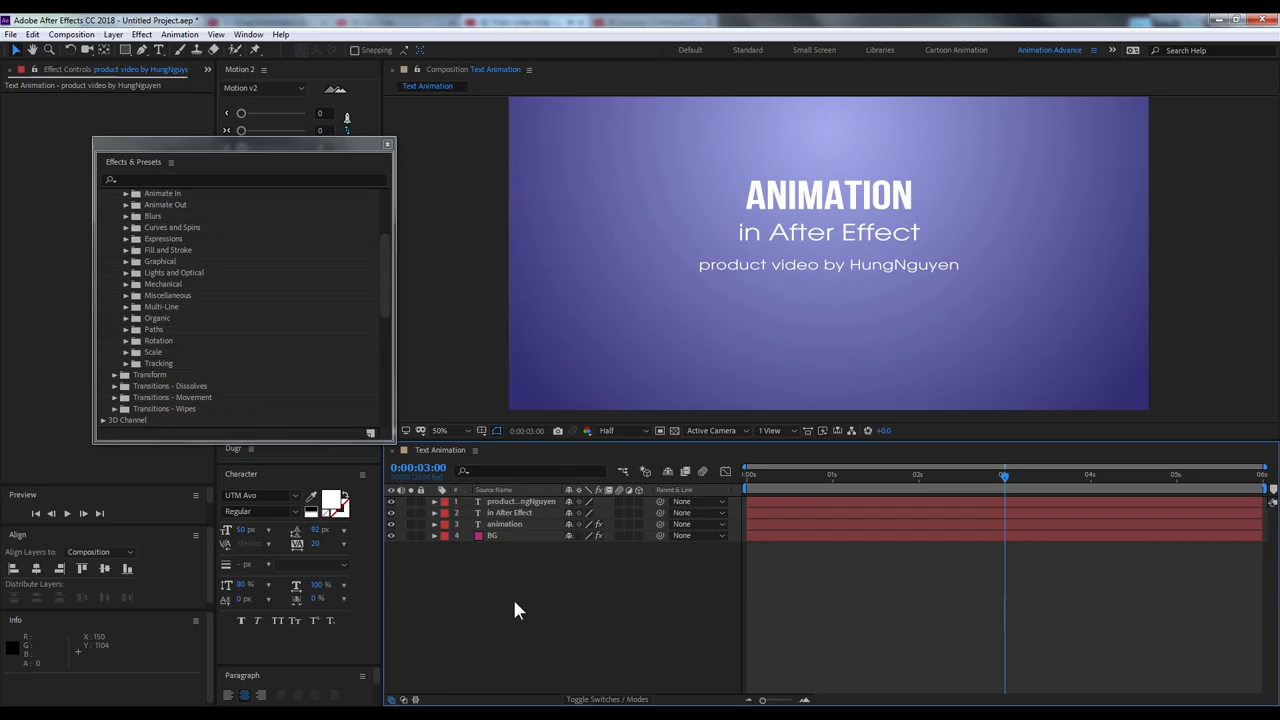 Adobe After Effects CC 2018 - Untitled Project.aep *
File Edit Composition Layer Effect Animation View Window Help
Snapping Default Standard Small Screen Libraries Cartoon Animation Animation Advance Search Help
Effect Controls product video by HungNguye
Motion 2
Composition Text Animation
Text Animation - product video by HungNguyen
Motion v2
Text Animation
0
0
Effects & Presets
Animate In
Animate Out
Blurs
Curves and Spins
Expressions
Fill and Stroke
Graphical
Lights and Optical
Mechanical
Miscellaneous
Multi-Line
Organic
Paths
Rotation
Scale
Tracking
Transform
Transitions - Dissolves
Transitions - Movement
Transitions - Wipes
3D Channel
ANIMATION
in After Effect
product video by HungNguyen
50% 0:00:03:00 Half Active Camera 1 View +0.0
Dugr
Text Animation
0:00:03:00
Character
:00s 01s 02s 03s 04s 05s 06s
# Source Name Parent & Link
UTM Avo
Regular
1 T product...ngNguyen None
2 T in After Effect None
3 T animation None
4 BG None
Preview
50 px 92 px
Metrics 20
Align
- px
Align Layers to: Composition
80 % 100 %
Distribute Layers:
0 px 0 %
T T TT Tт T' T,
Info
R :
G :
B :
A : 0
X : 150
Y : 1104
Paragraph
Toggle Switches / Modes